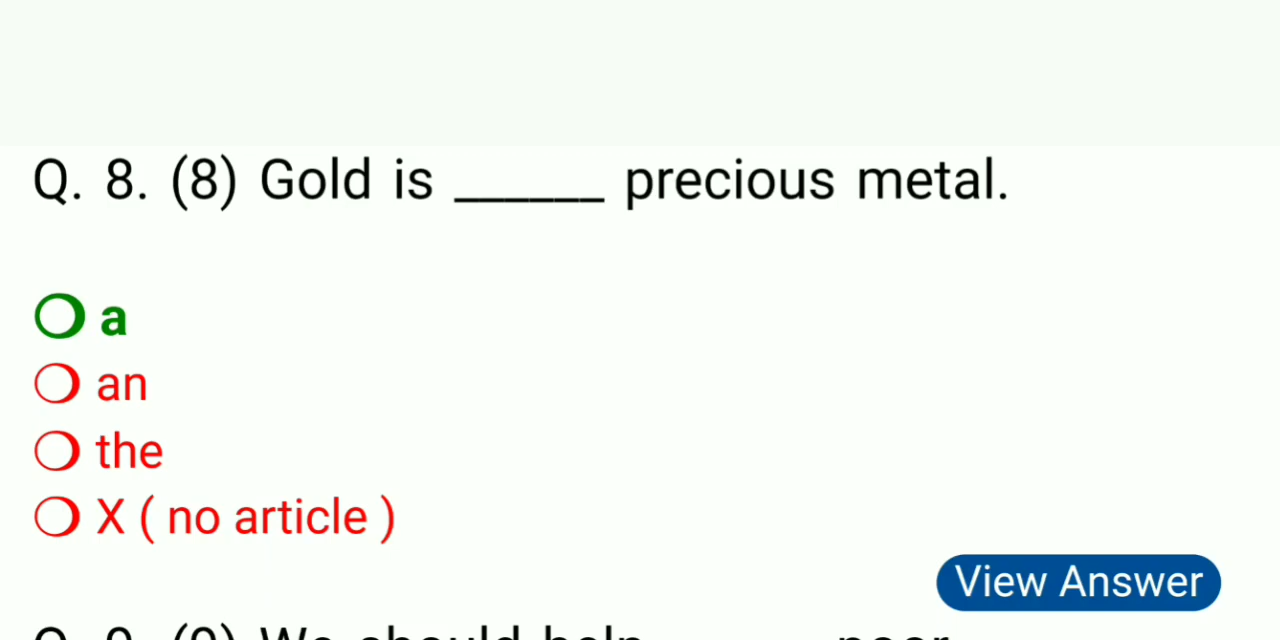 Q. 8. (8) Gold is ______ precious metal.
a
an
the
X ( no article )
View Answer